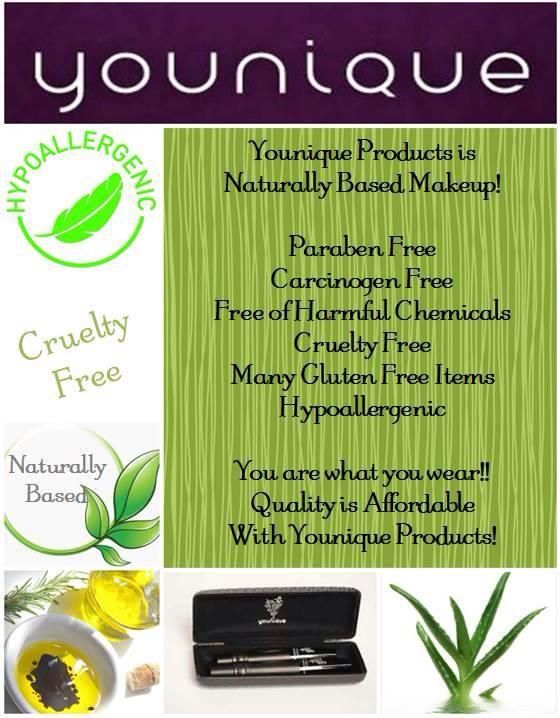 younique
HYPOALLERGENIC
Younique Products is
Naturally Based Makeup!
Paraben Free
Carcinogen Free
Free of Harmful Chemicals
Cruelty Free
Many Gluten Free Items
Hypoallergenic
You are what you wear!!
Quality is Affordable
With Younique Products!
Cruelty
Free
Naturally
Based
younique